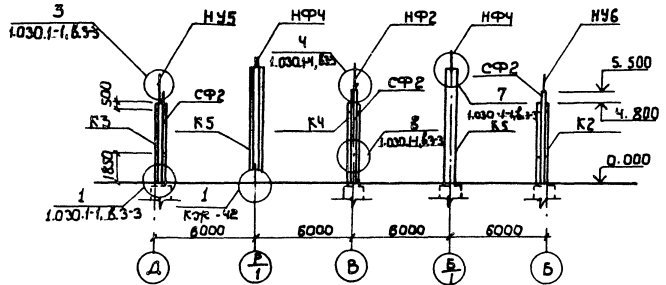 3
1.030.1-1, в.3-3
НУ5
НФ4
4
1.030.1-1, в.3-3
НФ2
НФ4
НУ6
СФ2
5.500
500
СФ2
СФ2
7
1.030.1-1, в.3-3
4.800
К3
К5
К4
8
1.030.1-1, в.3-3
К5
К2
1850
0.000
1
1.030.1-1, в.3-3
1
КЖ-42
6000
6000
6000
6000
Д
В/1
В
Б/1
Б